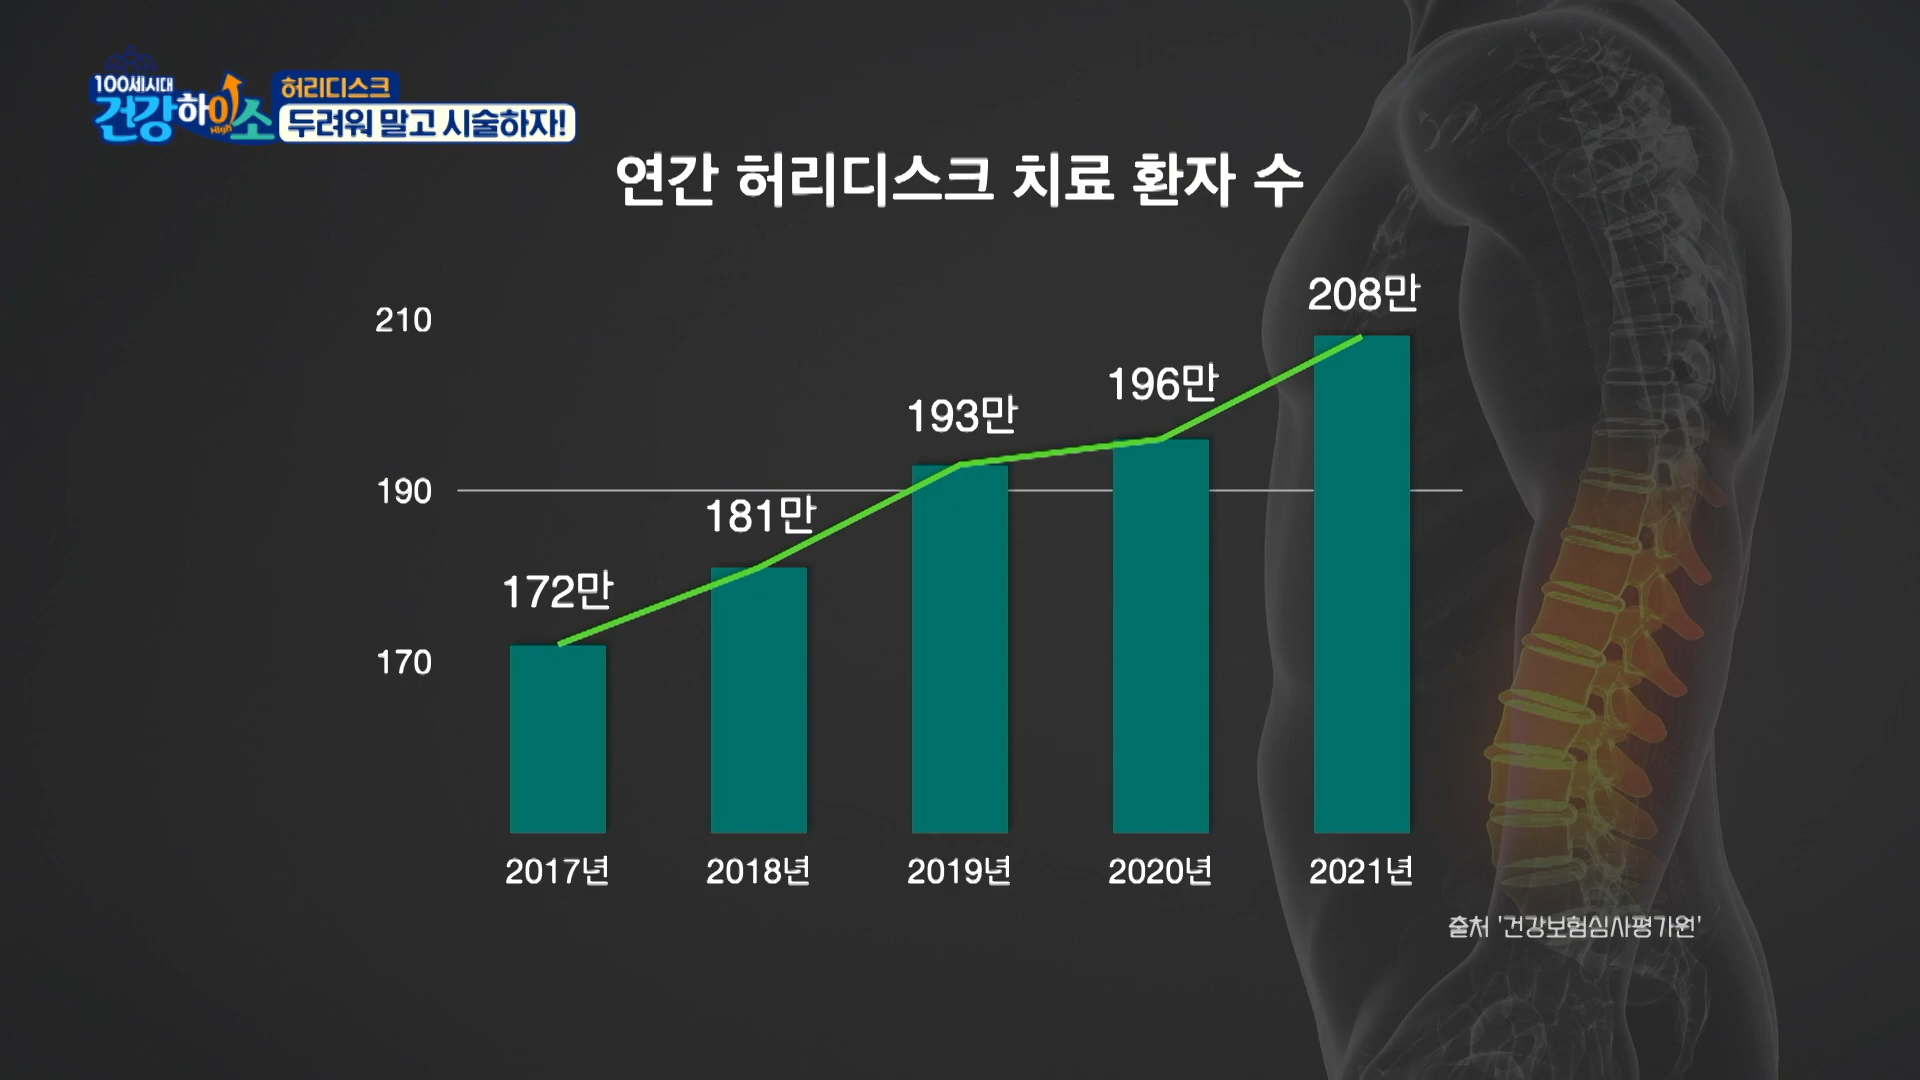 100세시대
건강하이소
High
허리디스크
두려워 말고 시술하자!
연간 허리디스크 치료 환자 수
210
190
170
172만
181만
193만
196만
208만
2017년
2018년
2019년
2020년
2021년
출처 '건강보험심사평가원'